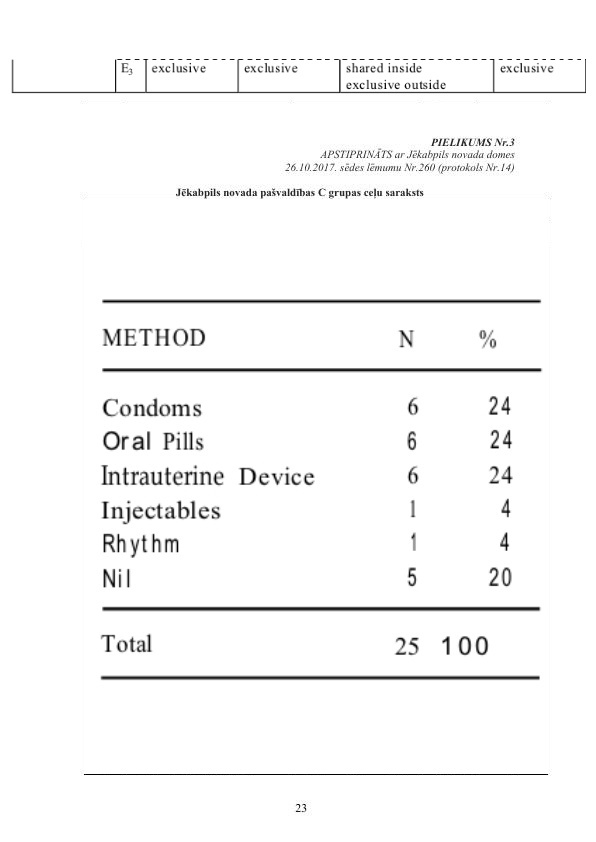 E3 exclusive exclusive shared inside exclusive
exclusive outside
PIELIKUMS Nr.3
APSTIPRINĀTS ar Jēkabpils novada domes
26.10.2017. sēdes lēmumu Nr.260 (protokols Nr.14)
Jēkabpils novada pašvaldības C grupas ceļu saraksts
METHOD N %
Condoms 6 24
Oral Pills 6 24
Intrauterine Device 6 24
Injectables 1 4
Rhythm 1 4
Nil 5 20
Total 25 100
23